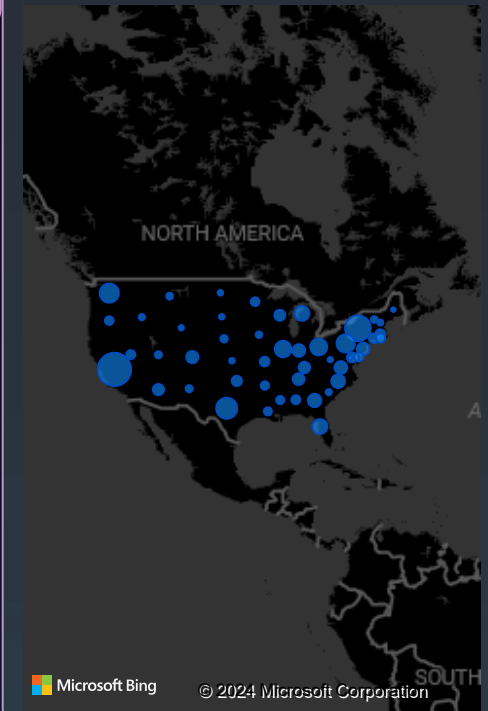 NORTH AMERICA
A
SOUTH
Microsoft Bing
© 2024 Microsoft Corporation